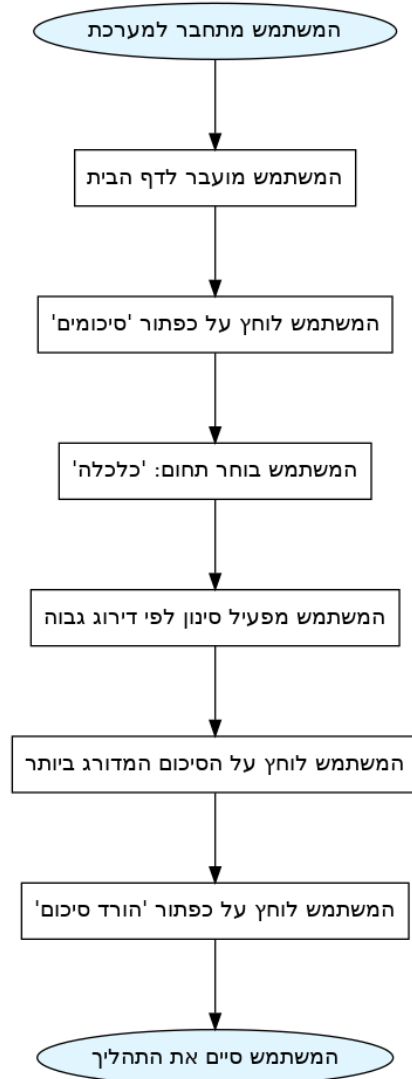 המשתמש מתחבר למערכת
המשתמש מועבר לדף הבית
המשתמש לוחץ על כפתור 'סיכומים'
המשתמש בוחר תחום: 'כלכלה'
המשתמש מפעיל סינון לפי דירוג גבוה
המשתמש לוחץ על הסיכום המדורג ביותר
המשתמש לוחץ על כפתור 'הורד סיכום'
המשתמש סיים את התהליך